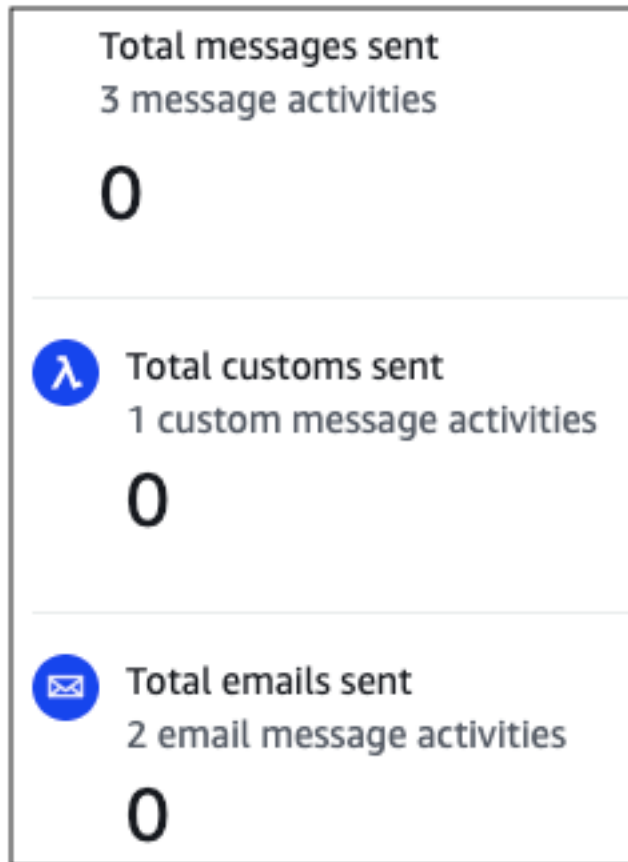 Total messages sent
3 message activities
0
λ
Total customs sent
1 custom message activities
0
Total emails sent
2 email message activities
0